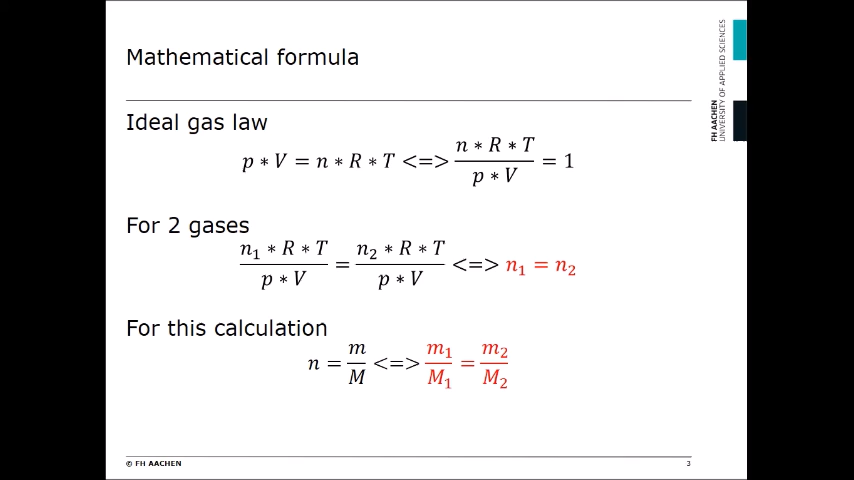 Mathematical formula
FH AACHEN
UNIVERSITY OF APPLIED SCIENCES
Ideal gas law
p ∗ V = n ∗ R ∗ T <=> (n ∗ R ∗ T)/(p ∗ V) = 1
For 2 gases
(n₁ ∗ R ∗ T)/(p ∗ V) = (n₂ ∗ R ∗ T)/(p ∗ V) <=> n₁ = n₂
For this calculation
n = m/M <=> m₁/M₁ = m₂/M₂
© FH AACHEN
3